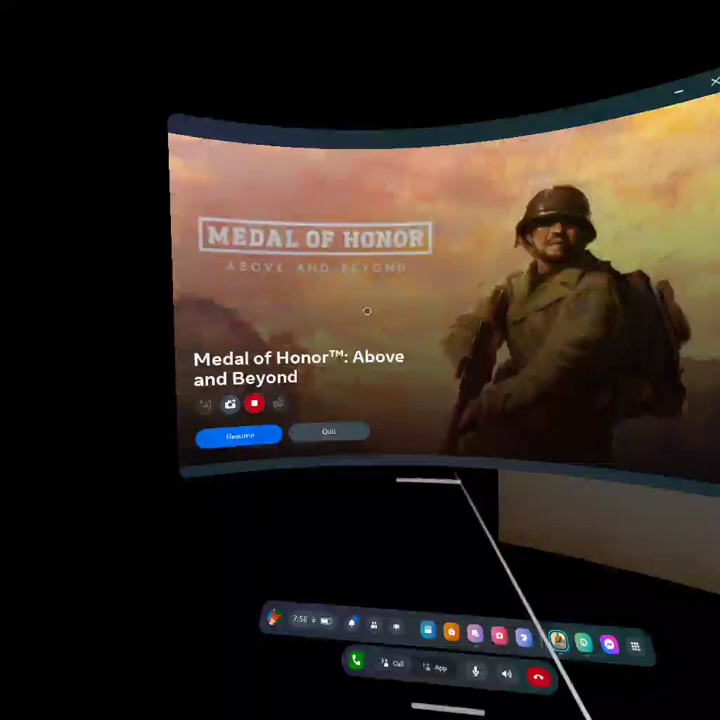 MEDAL OF HONOR
ABOVE AND BEYOND
Medal of Honor™: Above
and Beyond
Resume
Quit
7:56
Call
App